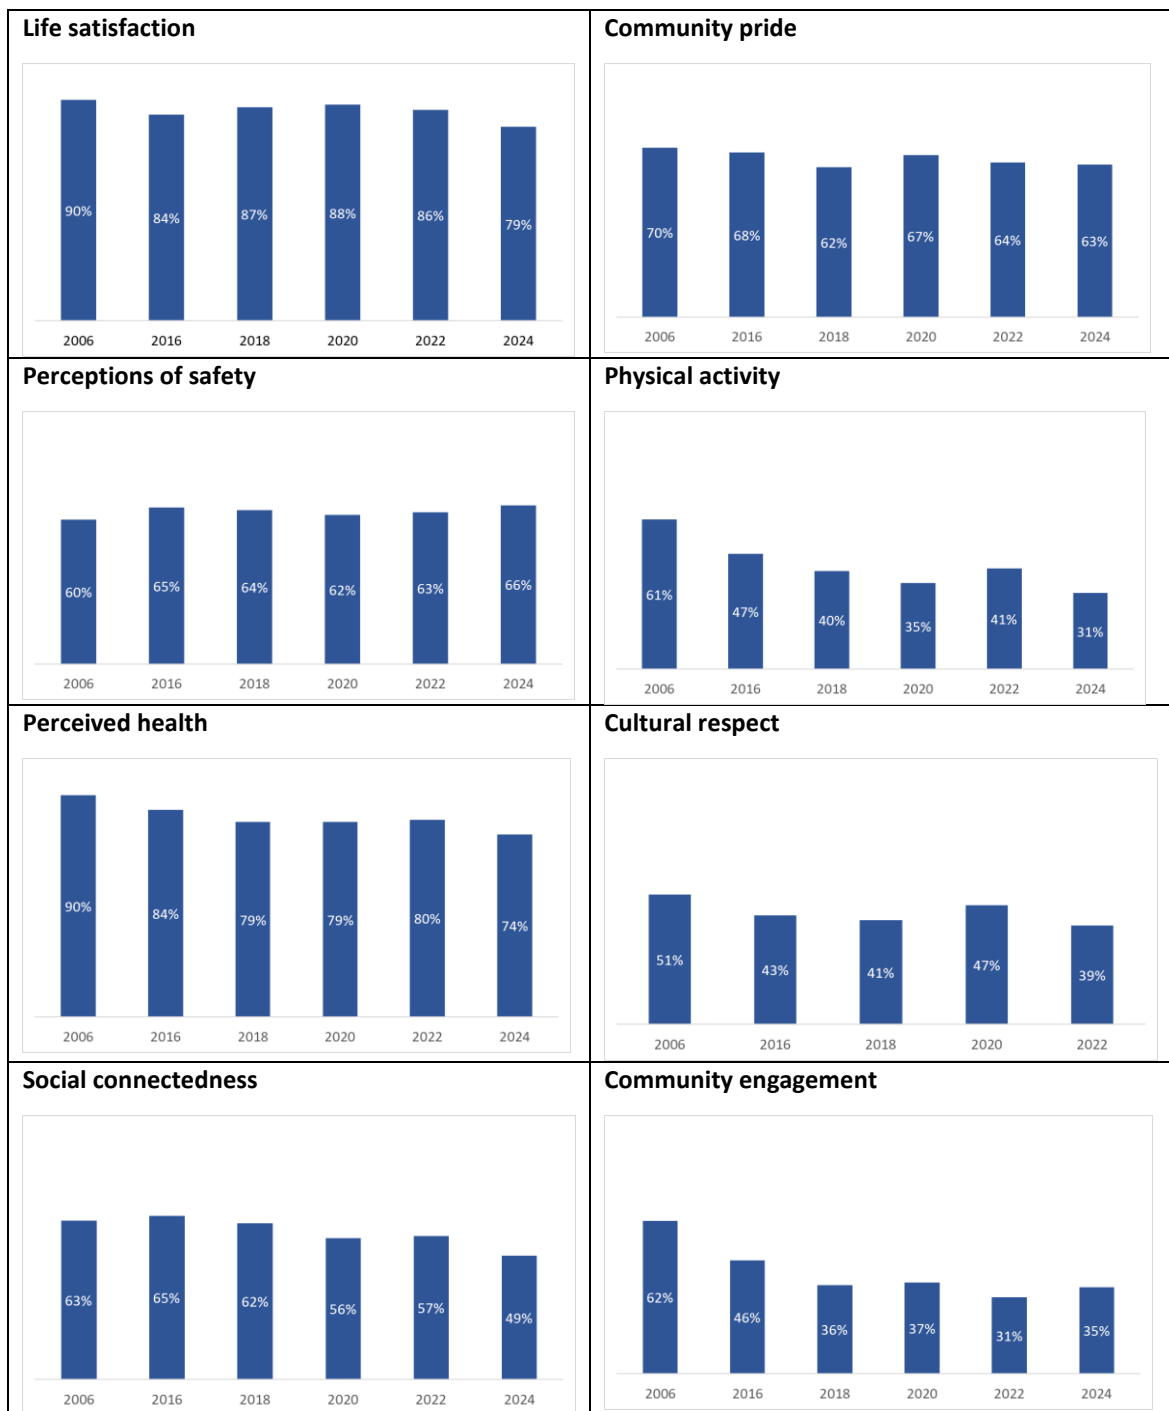 Life satisfaction
90%
84%
87%
88%
86%
79%
2006 2016 2018 2020 2022 2024
Community pride
70%
68%
62%
67%
64%
63%
2006 2016 2018 2020 2022 2024
Perceptions of safety
60%
65%
64%
62%
63%
66%
2006 2016 2018 2020 2022 2024
Physical activity
61%
47%
40%
35%
41%
31%
2006 2016 2018 2020 2022 2024
Perceived health
90%
84%
79%
79%
80%
74%
2006 2016 2018 2020 2022 2024
Cultural respect
51%
43%
41%
47%
39%
2006 2016 2018 2020 2022
Social connectedness
63%
65%
62%
56%
57%
49%
2006 2016 2018 2020 2022 2024
Community engagement
62%
46%
36%
37%
31%
35%
2006 2016 2018 2020 2022 2024